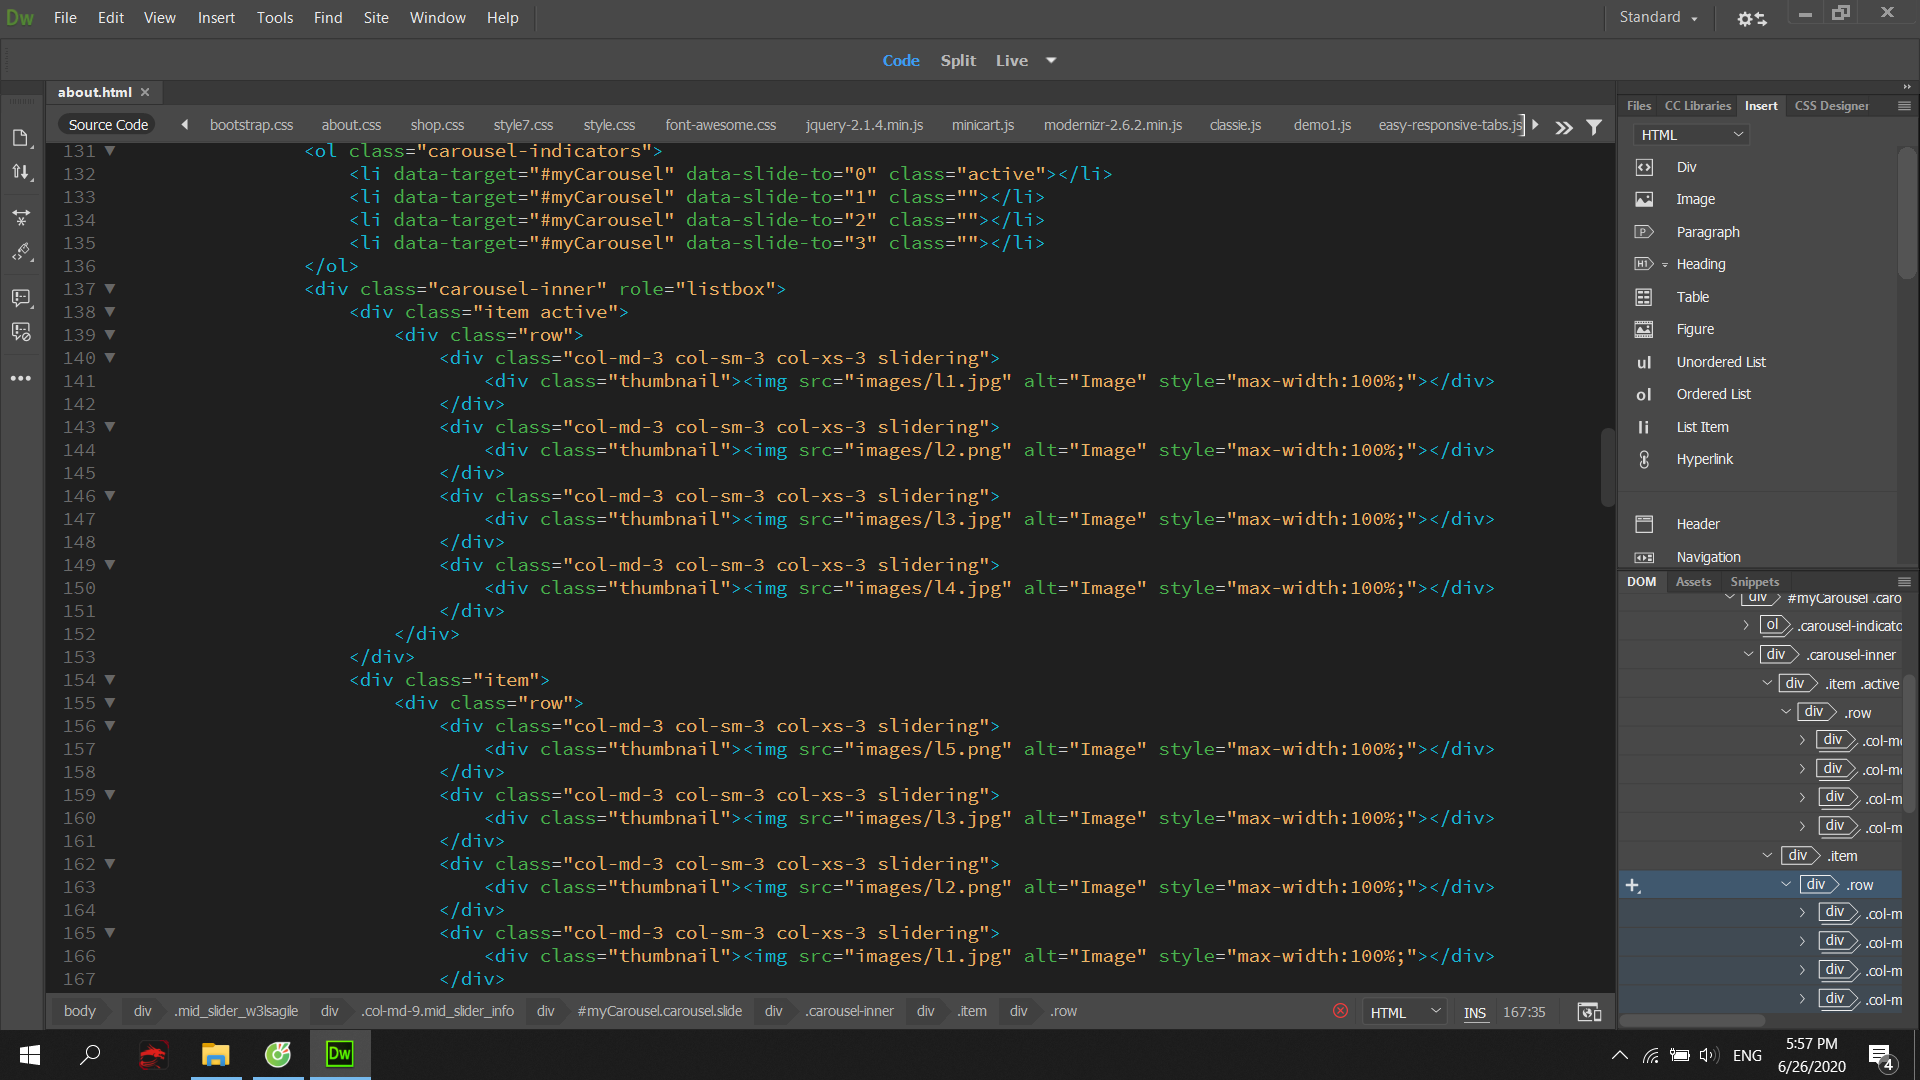 Dw File Edit View Insert Tools Find Site Window Help Standard
Code Split Live
about.html
Source Code bootstrap.css about.css shop.css style7.css style.css font-awesome.css jquery-2.1.4.min.js minicart.js modernizr-2.6.2.min.js classie.js demo1.js easy-responsive-tabs.js
131 <ol class="carousel-indicators">
132 <li data-target="#myCarousel" data-slide-to="0" class="active"></li>
133 <li data-target="#myCarousel" data-slide-to="1" class=""></li>
134 <li data-target="#myCarousel" data-slide-to="2" class=""></li>
135 <li data-target="#myCarousel" data-slide-to="3" class=""></li>
136 </ol>
137 <div class="carousel-inner" role="listbox">
138 <div class="item active">
139 <div class="row">
140 <div class="col-md-3 col-sm-3 col-xs-3 slidering">
141 <div class="thumbnail"><img src="images/l1.jpg" alt="Image" style="max-width:100%;"></div>
142 </div>
143 <div class="col-md-3 col-sm-3 col-xs-3 slidering">
144 <div class="thumbnail"><img src="images/l2.png" alt="Image" style="max-width:100%;"></div>
145 </div>
146 <div class="col-md-3 col-sm-3 col-xs-3 slidering">
147 <div class="thumbnail"><img src="images/l3.jpg" alt="Image" style="max-width:100%;"></div>
148 </div>
149 <div class="col-md-3 col-sm-3 col-xs-3 slidering">
150 <div class="thumbnail"><img src="images/l4.jpg" alt="Image" style="max-width:100%;"></div>
151 </div>
152 </div>
153 </div>
154 <div class="item">
155 <div class="row">
156 <div class="col-md-3 col-sm-3 col-xs-3 slidering">
157 <div class="thumbnail"><img src="images/l5.png" alt="Image" style="max-width:100%;"></div>
158 </div>
159 <div class="col-md-3 col-sm-3 col-xs-3 slidering">
160 <div class="thumbnail"><img src="images/l3.jpg" alt="Image" style="max-width:100%;"></div>
161 </div>
162 <div class="col-md-3 col-sm-3 col-xs-3 slidering">
163 <div class="thumbnail"><img src="images/l2.png" alt="Image" style="max-width:100%;"></div>
164 </div>
165 <div class="col-md-3 col-sm-3 col-xs-3 slidering">
166 <div class="thumbnail"><img src="images/l1.jpg" alt="Image" style="max-width:100%;"></div>
167 </div>
body div .mid_slider_w3lsagile div .col-md-9.mid_slider_info div #myCarousel.carousel.slide div .carousel-inner div .item div .row HTML INS 167:35
Files CC Libraries Insert CSS Designer
HTML
Div
Image
P Paragraph
H1 Heading
Table
Figure
ul Unordered List
ol Ordered List
li List Item
Hyperlink
Header
Navigation
DOM Assets Snippets
div #myCarousel .caro
ol .carousel-indicato
div .carousel-inner
div .item .active
div .row
div .col-m
div .col-m
div .col-m
div .col-m
div .item
div .row
div .col-m
div .col-m
div .col-m
div .col-m
Dw
ENG
5:57 PM
6/26/2020
4